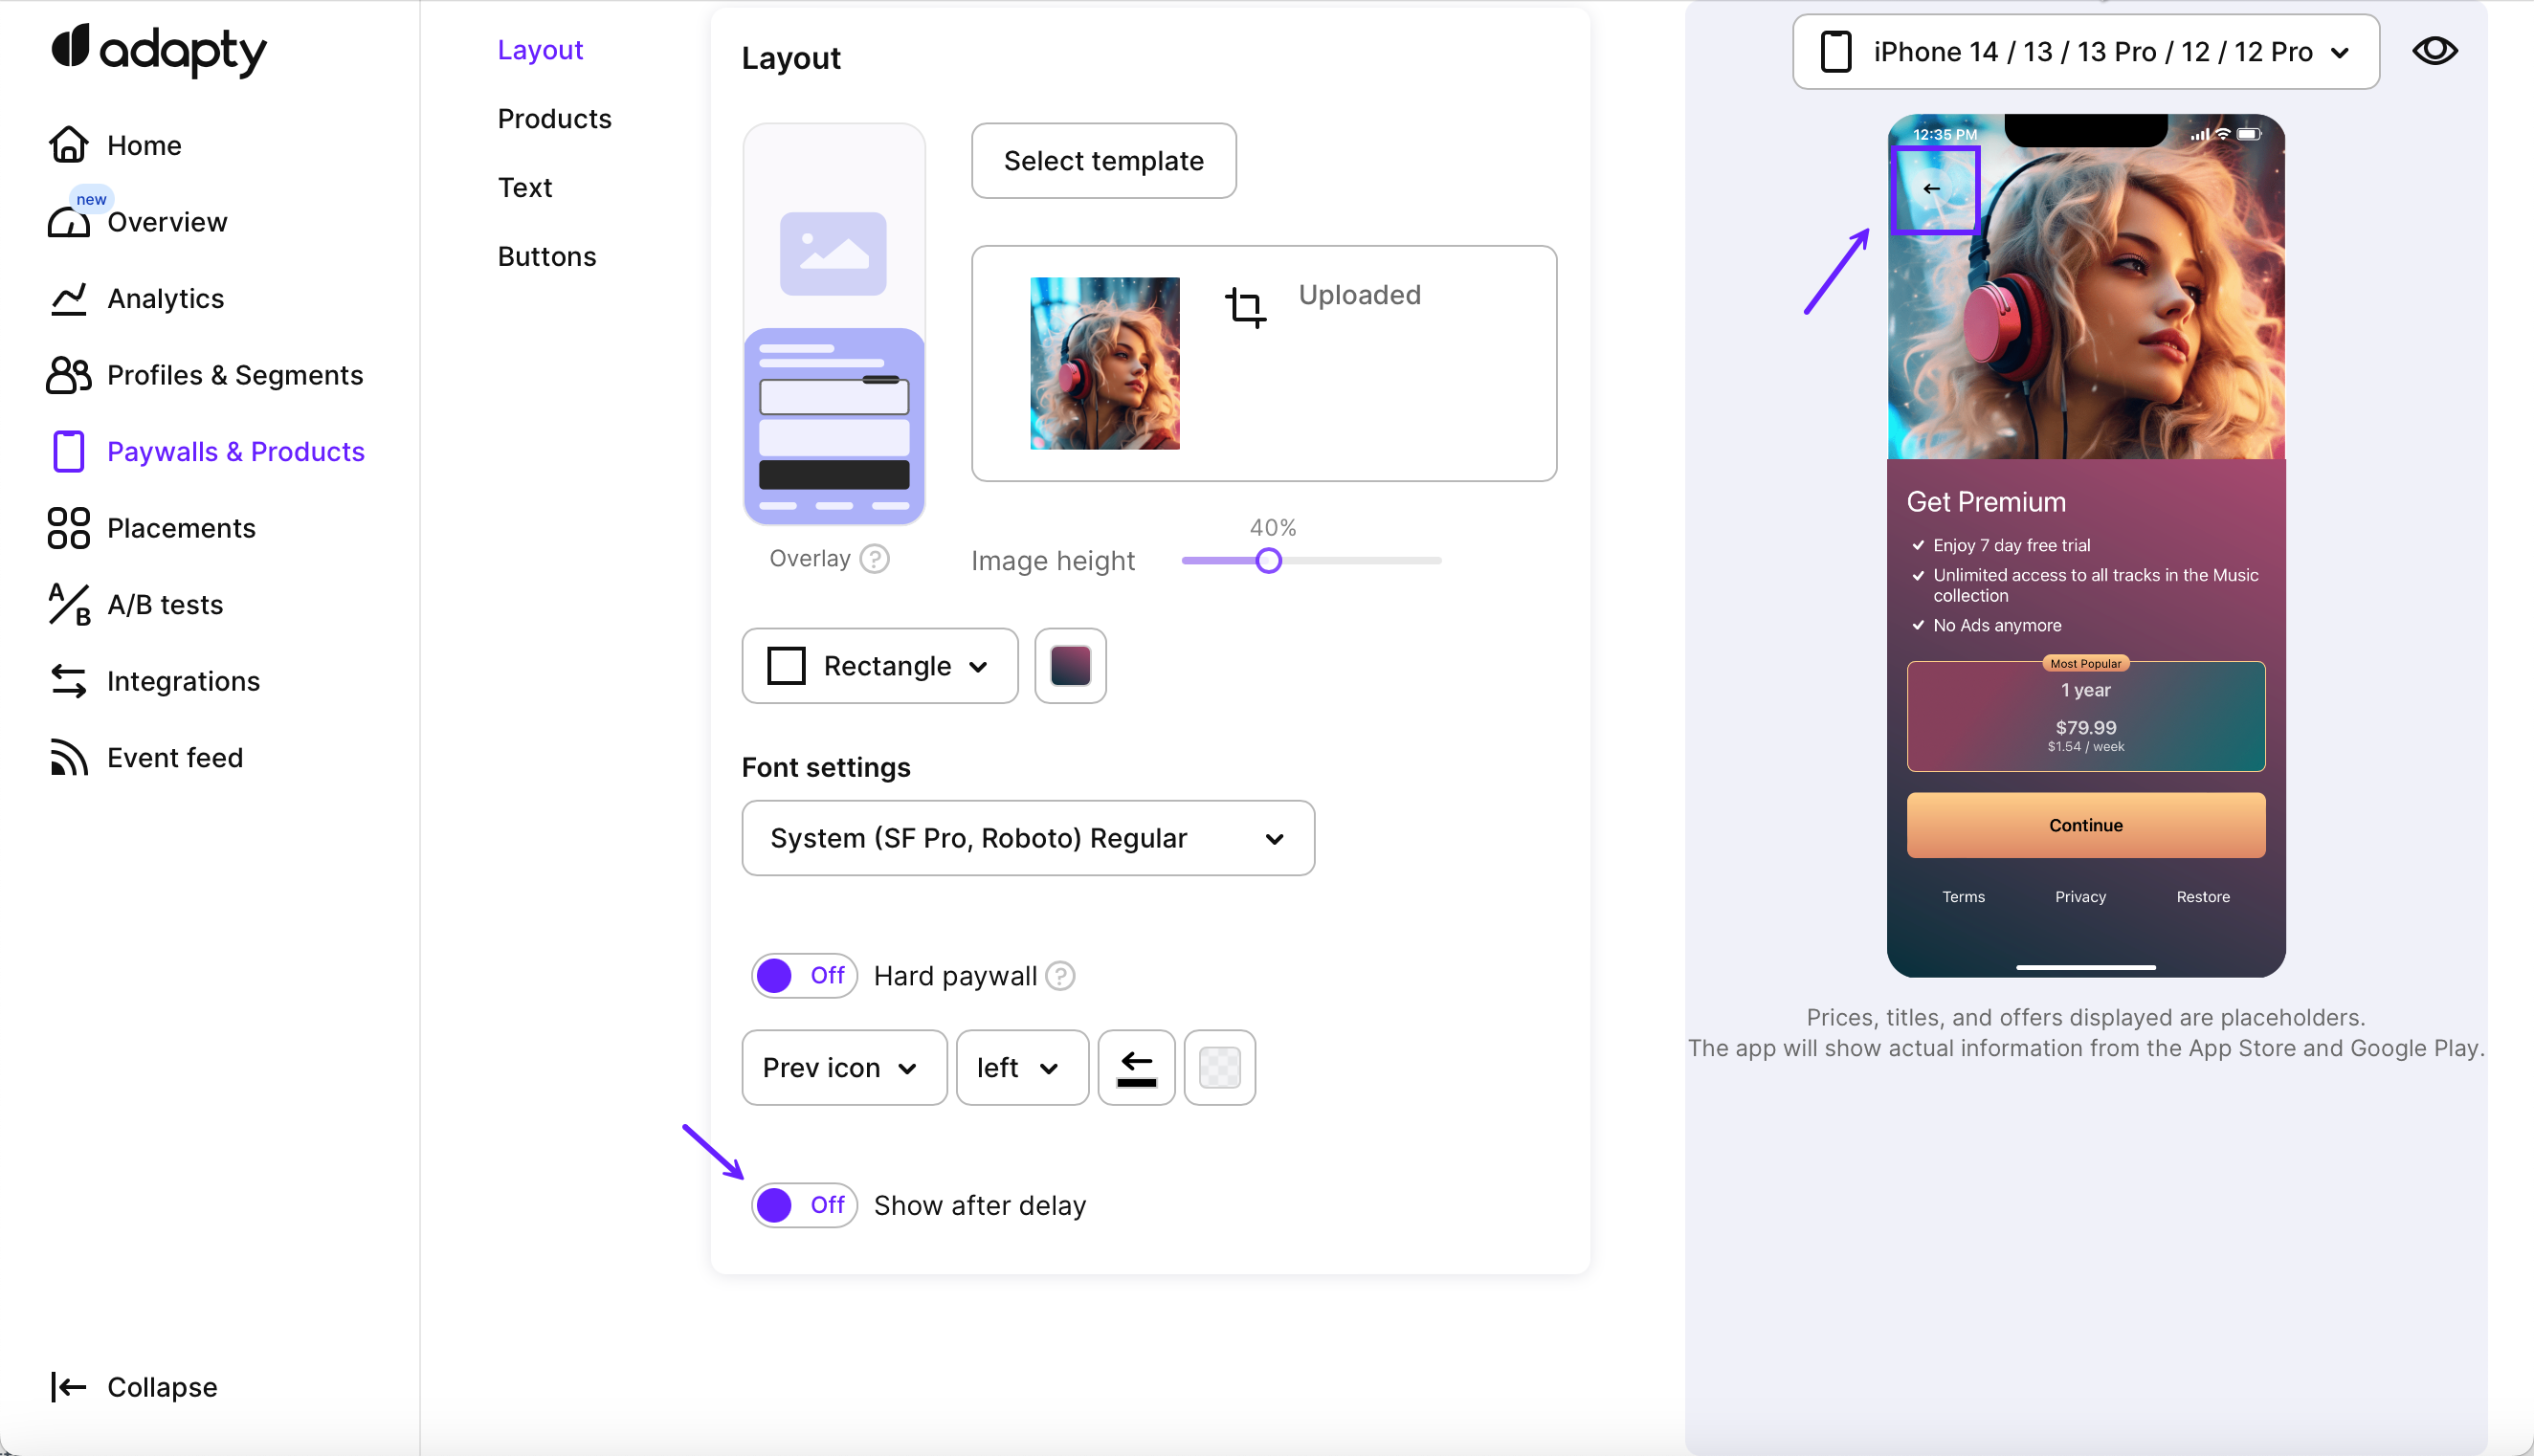 adapty
Home
new
Overview
Analytics
Profiles & Segments
Paywalls & Products
Placements
A/B
A/B tests
Integrations
Event feed
Collapse
Layout
Products
Text
Buttons
Layout
Select template
Uploaded
Overlay ?
40%
Image height
Rectangle
Font settings
System (SF Pro, Roboto) Regular
Off Hard paywall ?
Prev icon
left
Off Show after delay
iPhone 14 / 13 / 13 Pro / 12 / 12 Pro
12:35 PM
Get Premium
Enjoy 7 day free trial
Unlimited access to all tracks in the Music
collection
No Ads anymore
Most Popular
1 year
$79.99
$1.54 / week
Continue
Terms Privacy Restore
Prices, titles, and offers displayed are placeholders.
The app will show actual information from the App Store and Google Play.